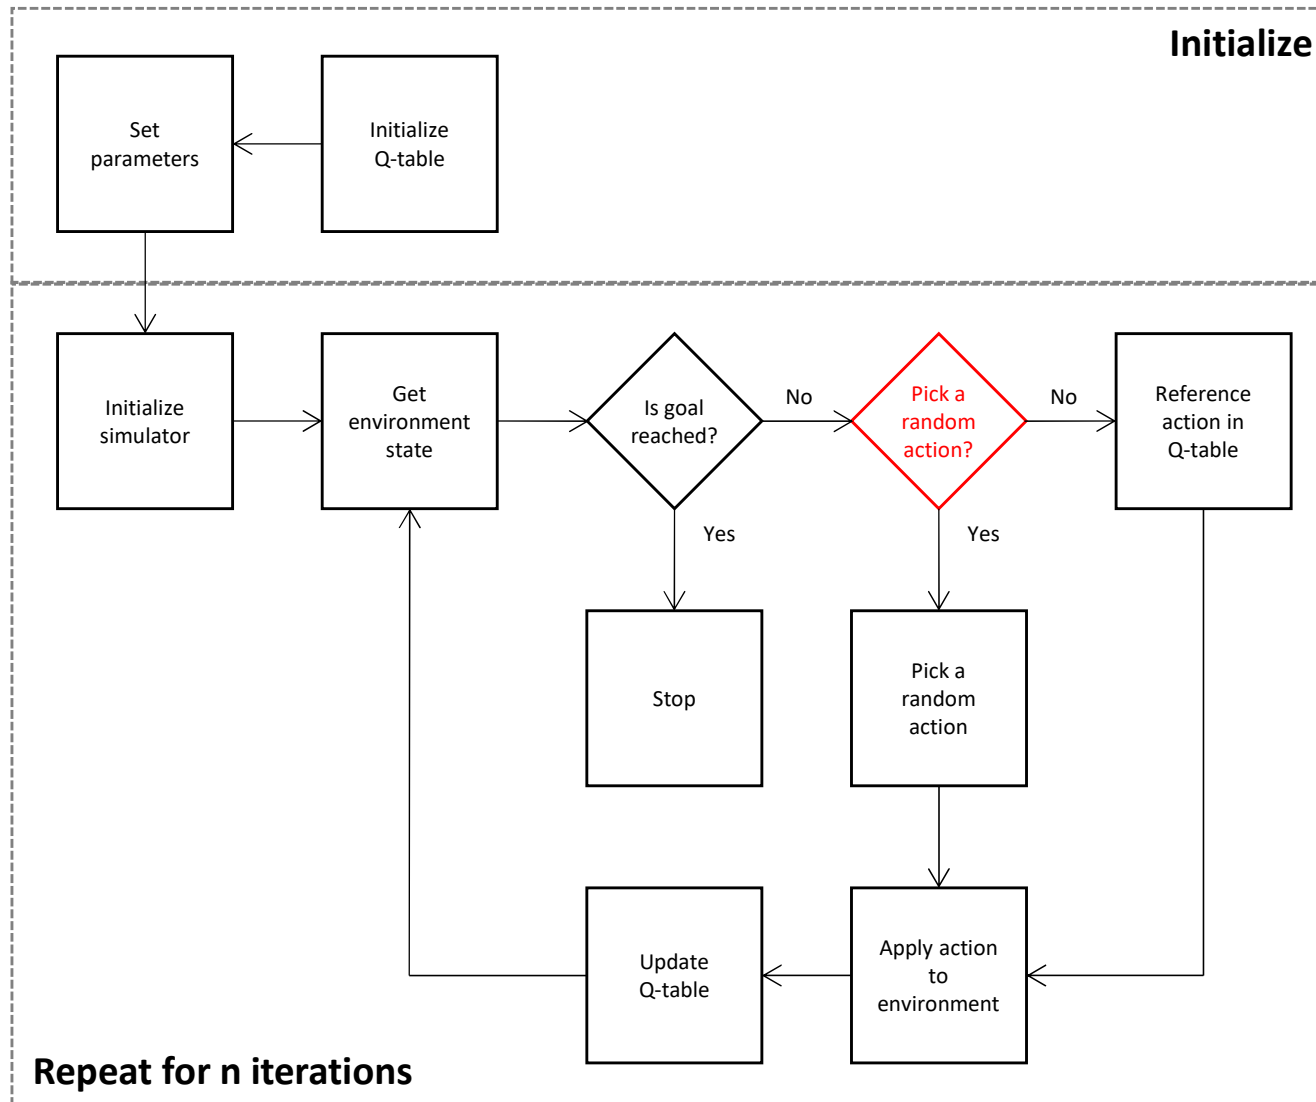 Initialize
Set
parameters
Initialize
Q-table
Initialize
simulator
Get
environment
state
Is goal
reached?
No
Pick a
random
action?
No
Reference
action in
Q-table
Yes
Yes
Stop
Pick a
random
action
Update
Q-table
Apply action
to
environment
Repeat for n iterations